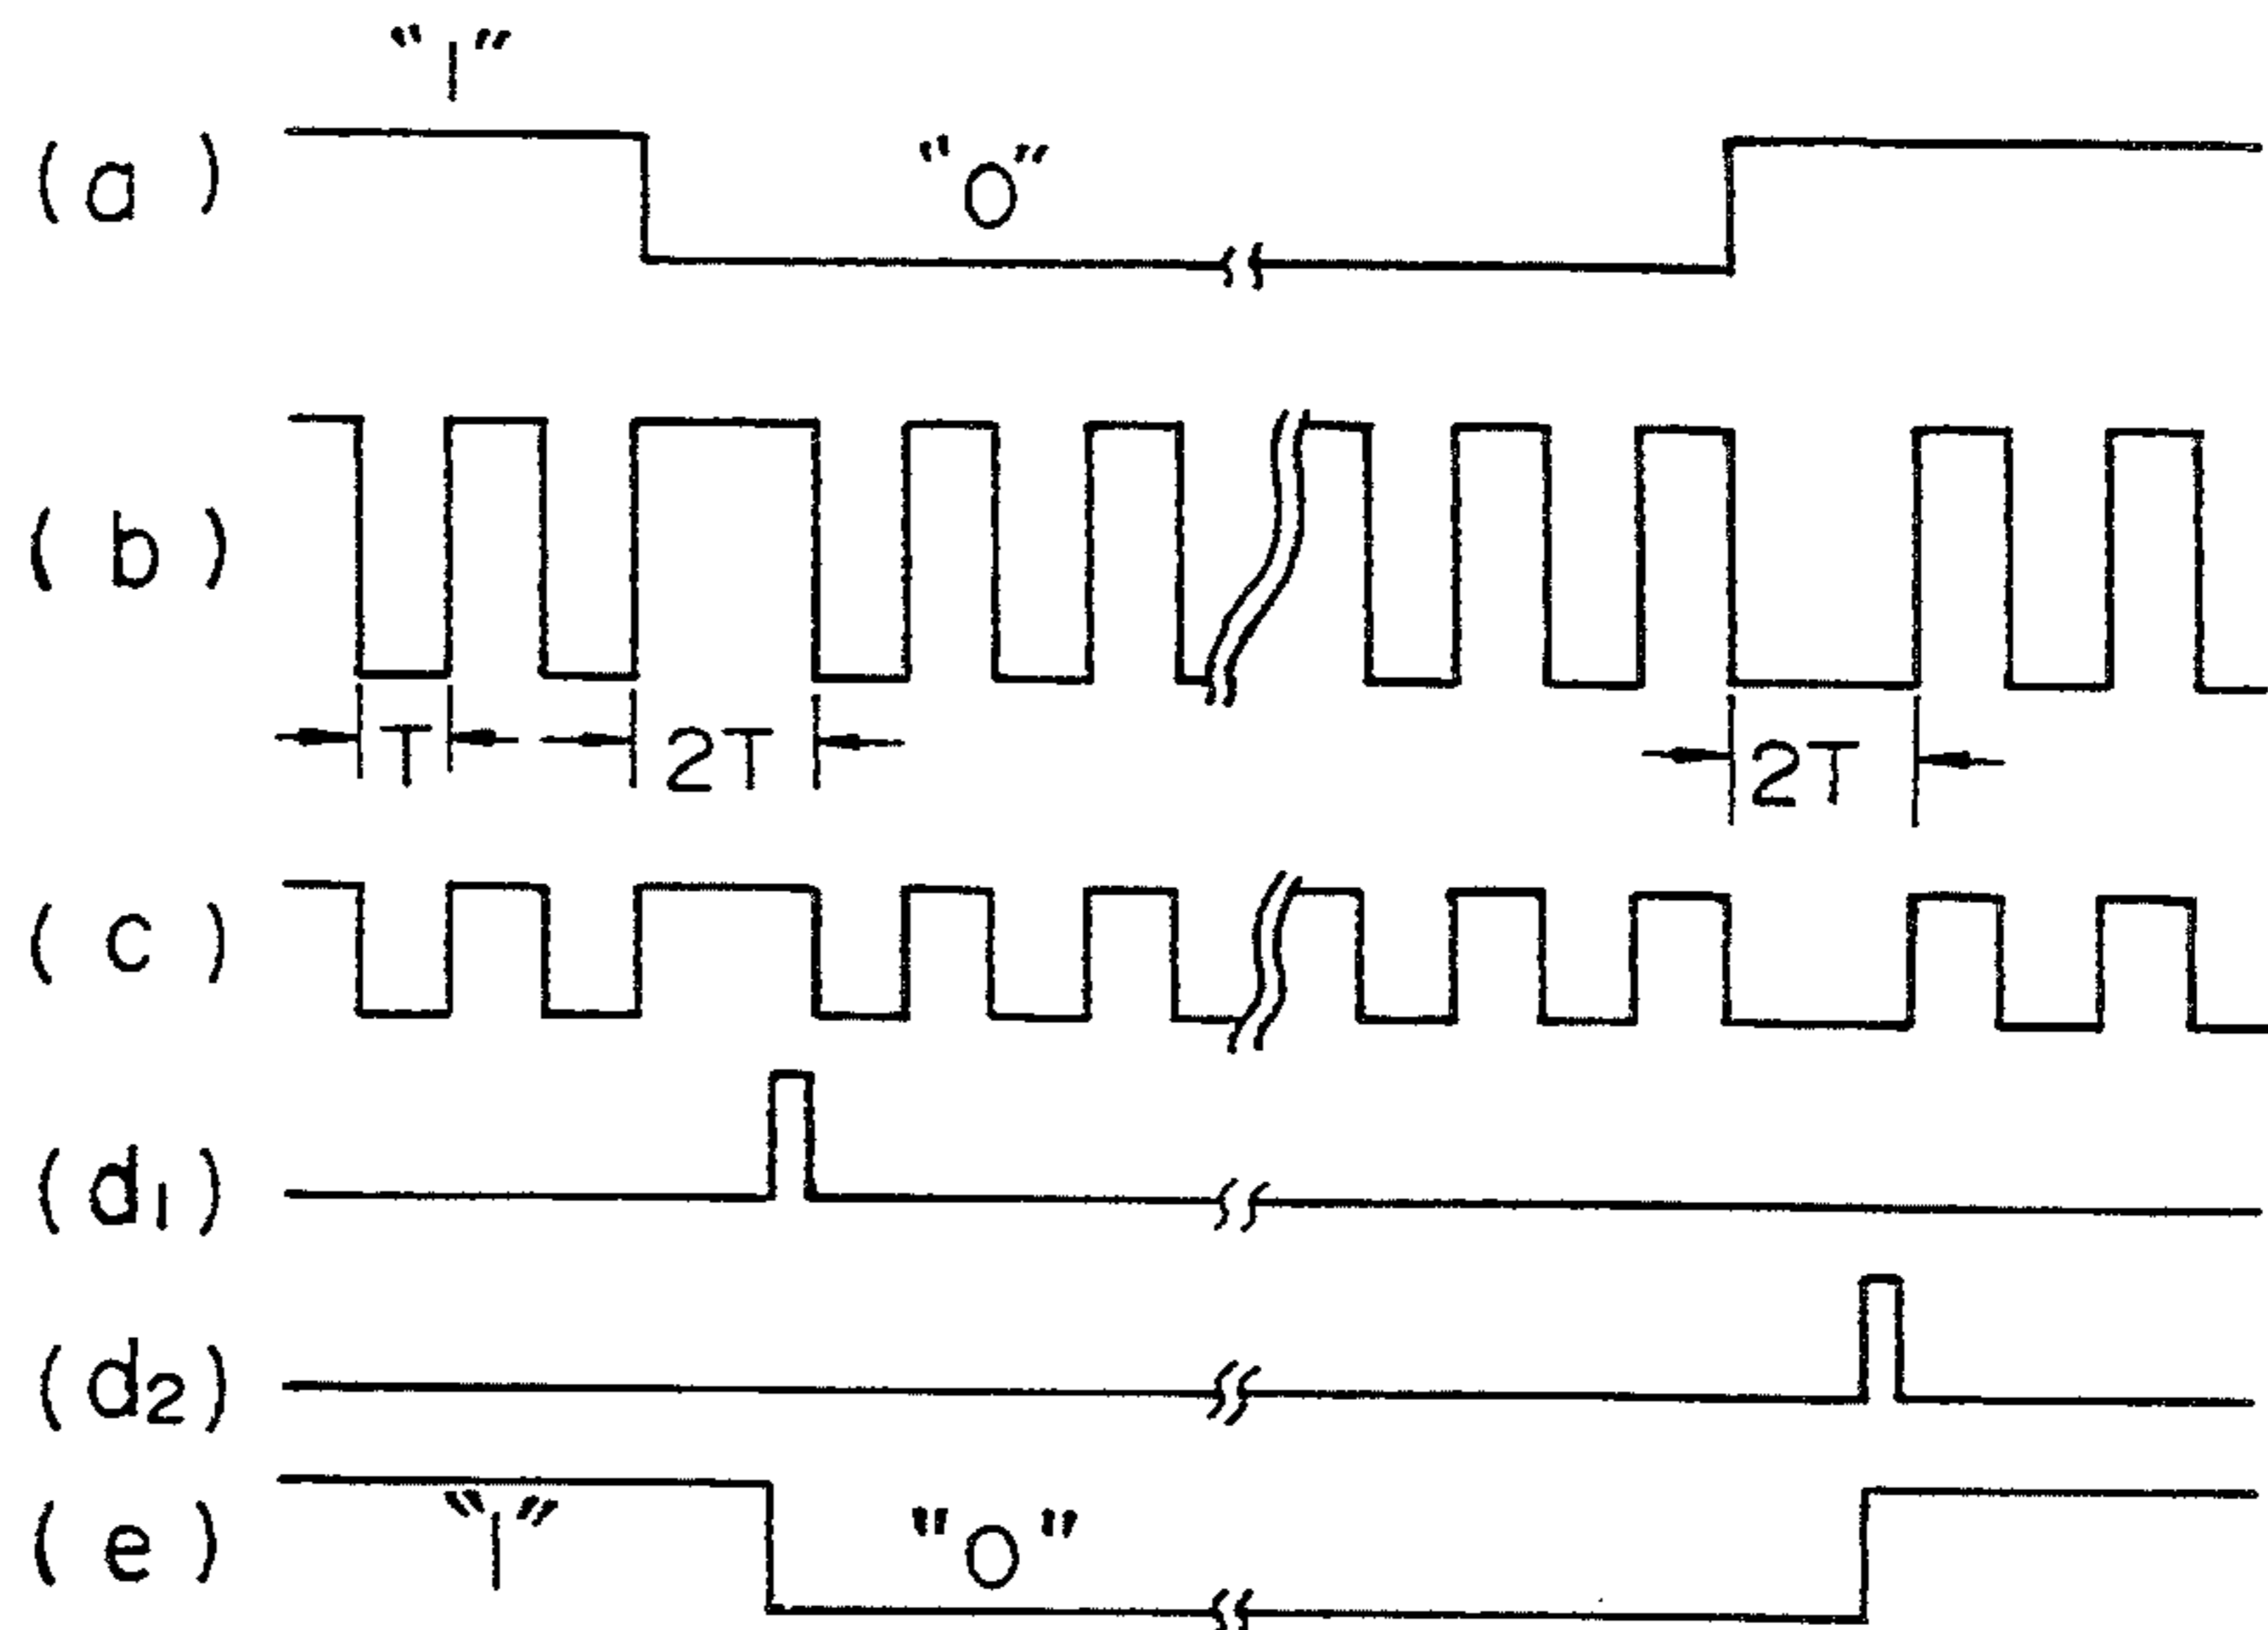 “1”
(a)
“0”
(b)
T
2T
2T
(c)
(d1)
(d2)
(e)
“1”
"0"